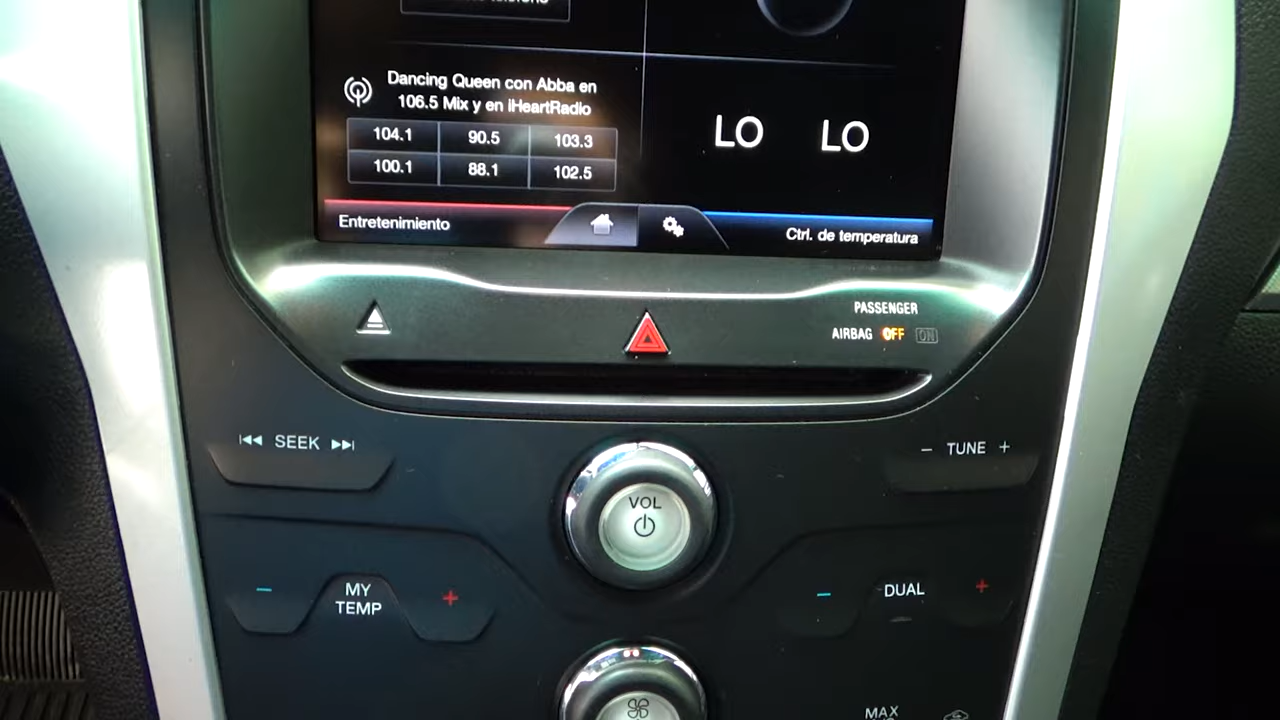 Dancing Queen con Abba en
106.5 Mix y en iHeartRadio
104.1 90.5 103.3
100.1 88.1 102.5
LO LO
Entretenimiento
Ctrl. de temperatura
PASSENGER
AIRBAG OFF ON
SEEK
- TUNE +
VOL
- MY TEMP +
- DUAL +
MAX